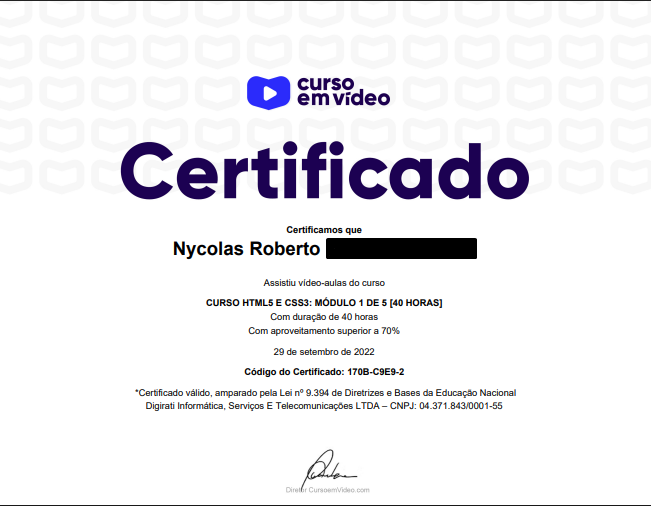 curso
em vídeo
Certificado
Certificamos que
Nycolas Roberto
Assistiu vídeo-aulas do curso
CURSO HTML5 E CSS3: MÓDULO 1 DE 5 [40 HORAS]
Com duração de 40 horas
Com aproveitamento superior a 70%
29 de setembro de 2022
Código do Certificado: 170B-C9E9-2
*Certificado válido, amparado pela Lei nº 9.394 de Diretrizes e Bases da Educação Nacional
Digirati Informática, Serviços E Telecomunicações LTDA – CNPJ: 04.371.843/0001-55
Diretor CursoemVideo.com